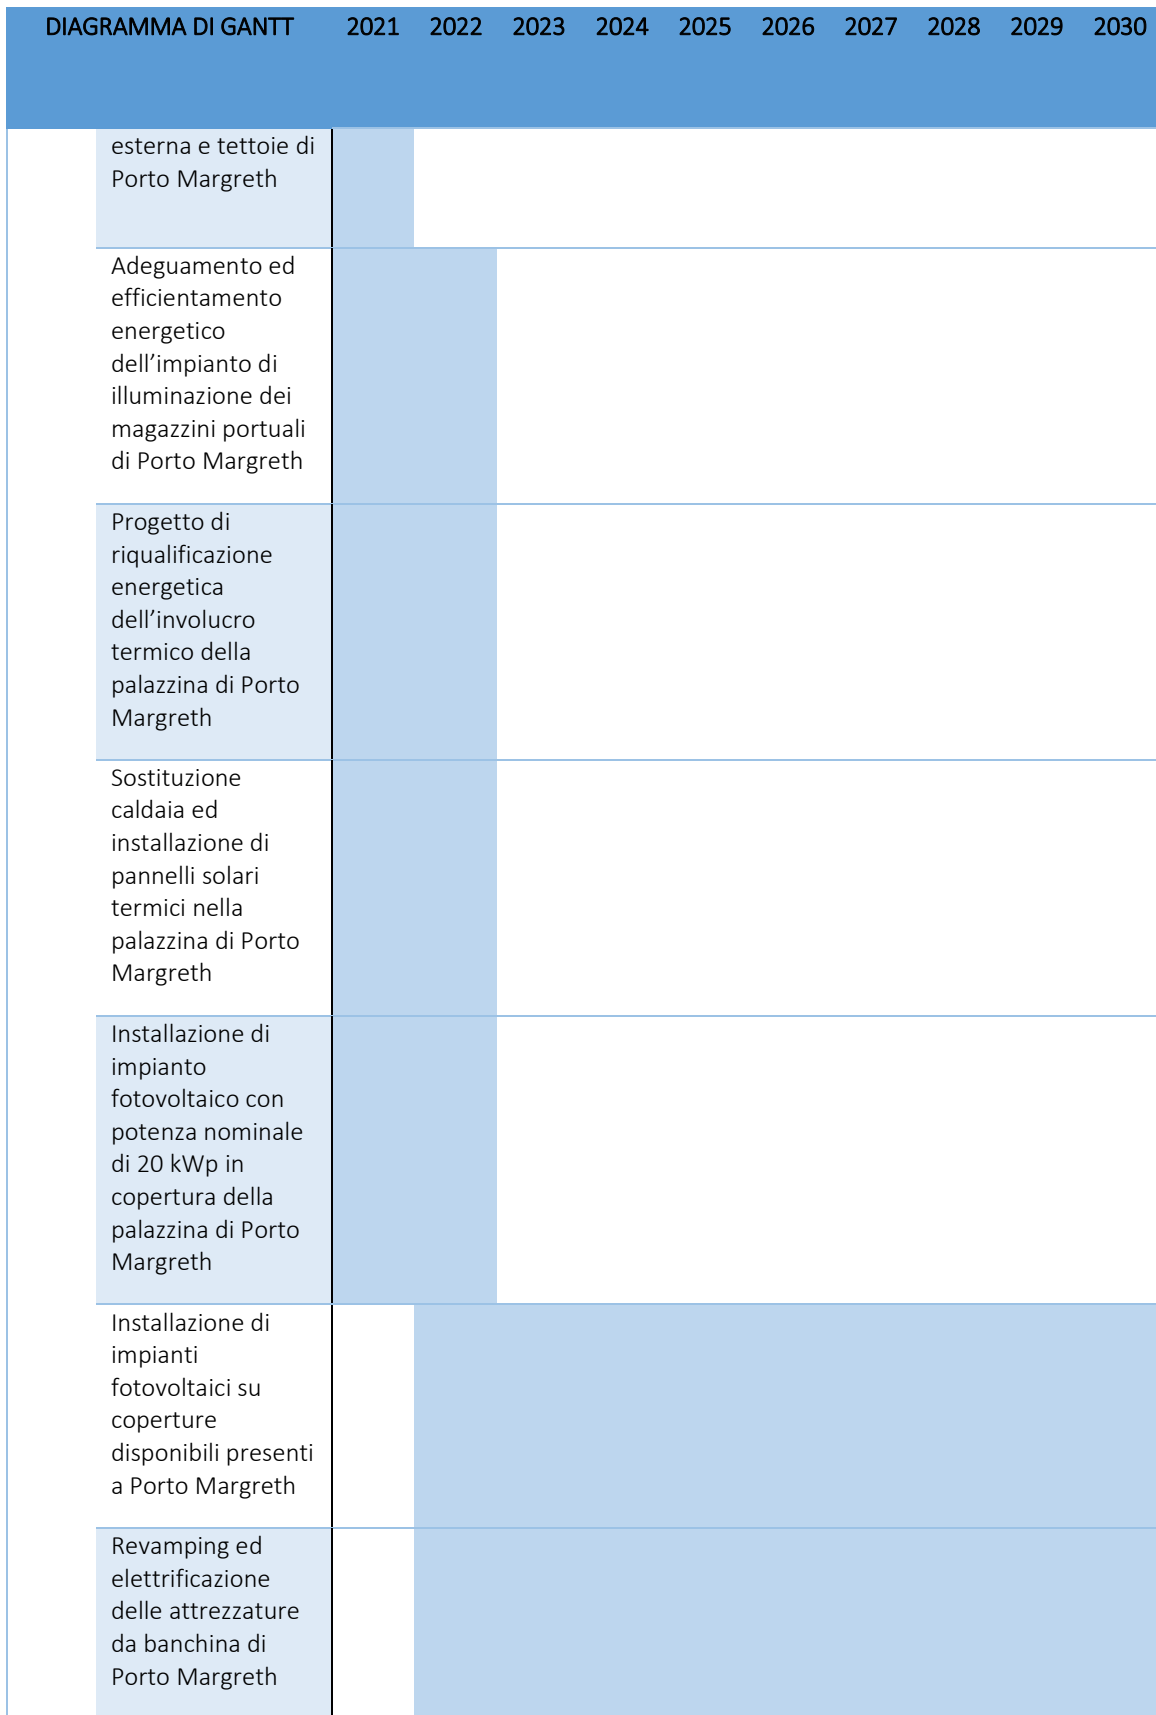 DIAGRAMMA DI GANTT 2021 2022 2023 2024 2025 2026 2027 2028 2029 2030
esterna e tettoie di
Porto Margreth
Adeguamento ed
efficientamento
energetico
dell’impianto di
illuminazione dei
magazzini portuali
di Porto Margreth
Progetto di
riqualificazione
energetica
dell’involucro
termico della
palazzina di Porto
Margreth
Sostituzione
caldaia ed
installazione di
pannelli solari
termici nella
palazzina di Porto
Margreth
Installazione di
impianto
fotovoltaico con
potenza nominale
di 20 kWp in
copertura della
palazzina di Porto
Margreth
Installazione di
impianti
fotovoltaici su
coperture
disponibili presenti
a Porto Margreth
Revamping ed
elettrificazione
delle attrezzature
da banchina di
Porto Margreth